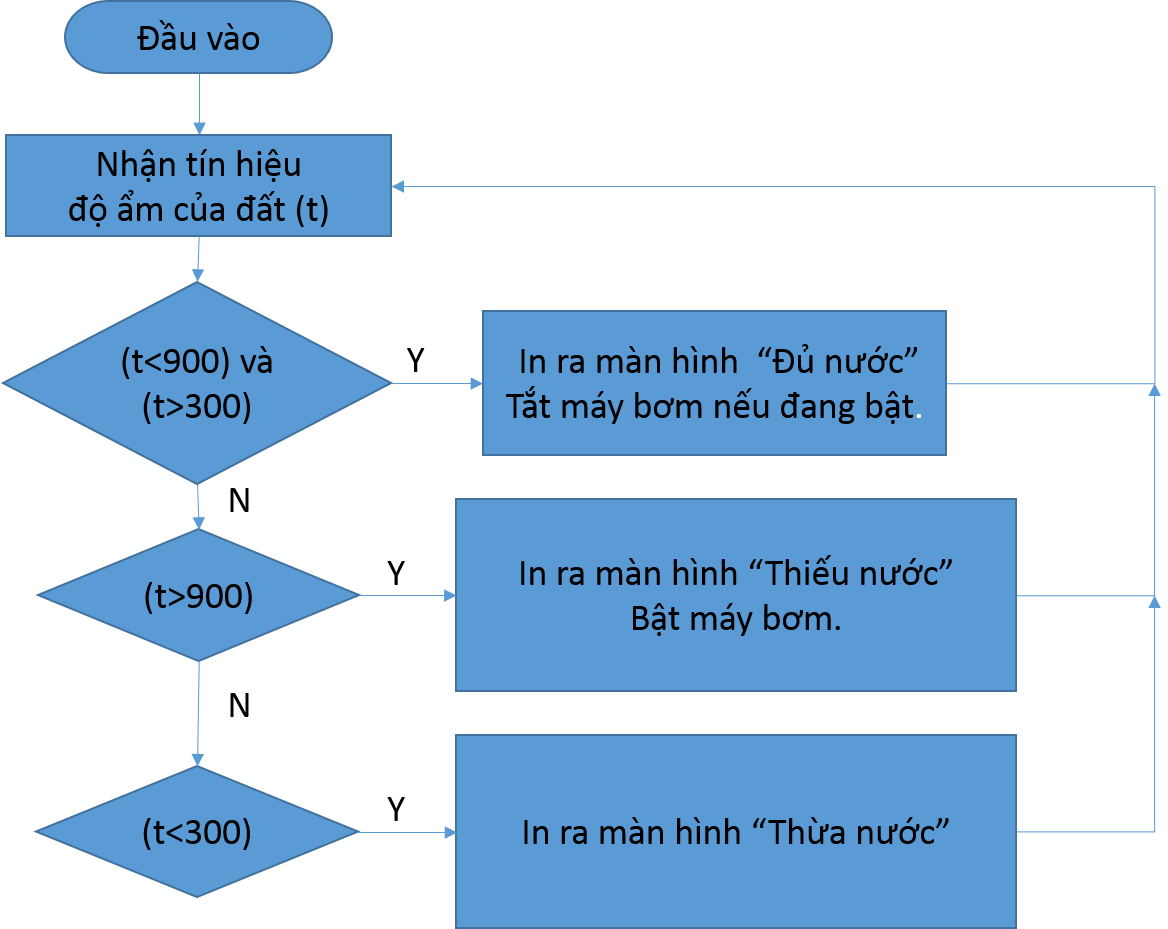 Đầu vào
Nhận tín hiệu
độ ẩm của đất (t)
(t<900) và
(t>300)
Y
In ra màn hình “Đủ nước”
Tắt máy bơm nếu đang bật.
N
(t>900)
Y
In ra màn hình “Thiếu nước”
Bật máy bơm.
N
(t<300)
Y
In ra màn hình “Thừa nước”